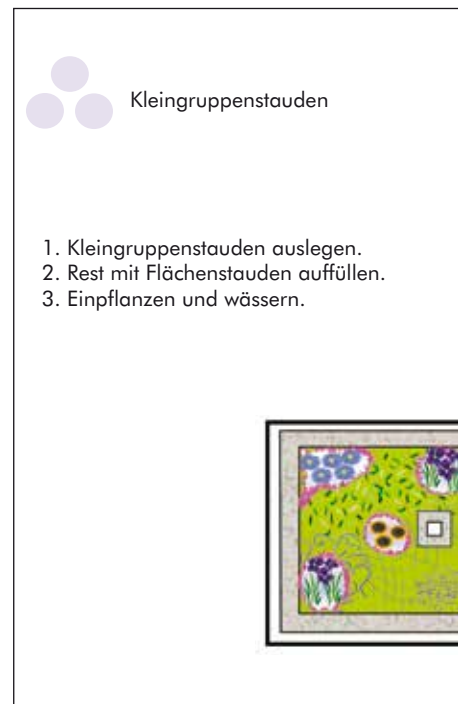 Kleingruppenstauden
1. Kleingruppenstauden auslegen.
2. Rest mit Flächenstauden auffüllen.
3. Einpflanzen und wässern.